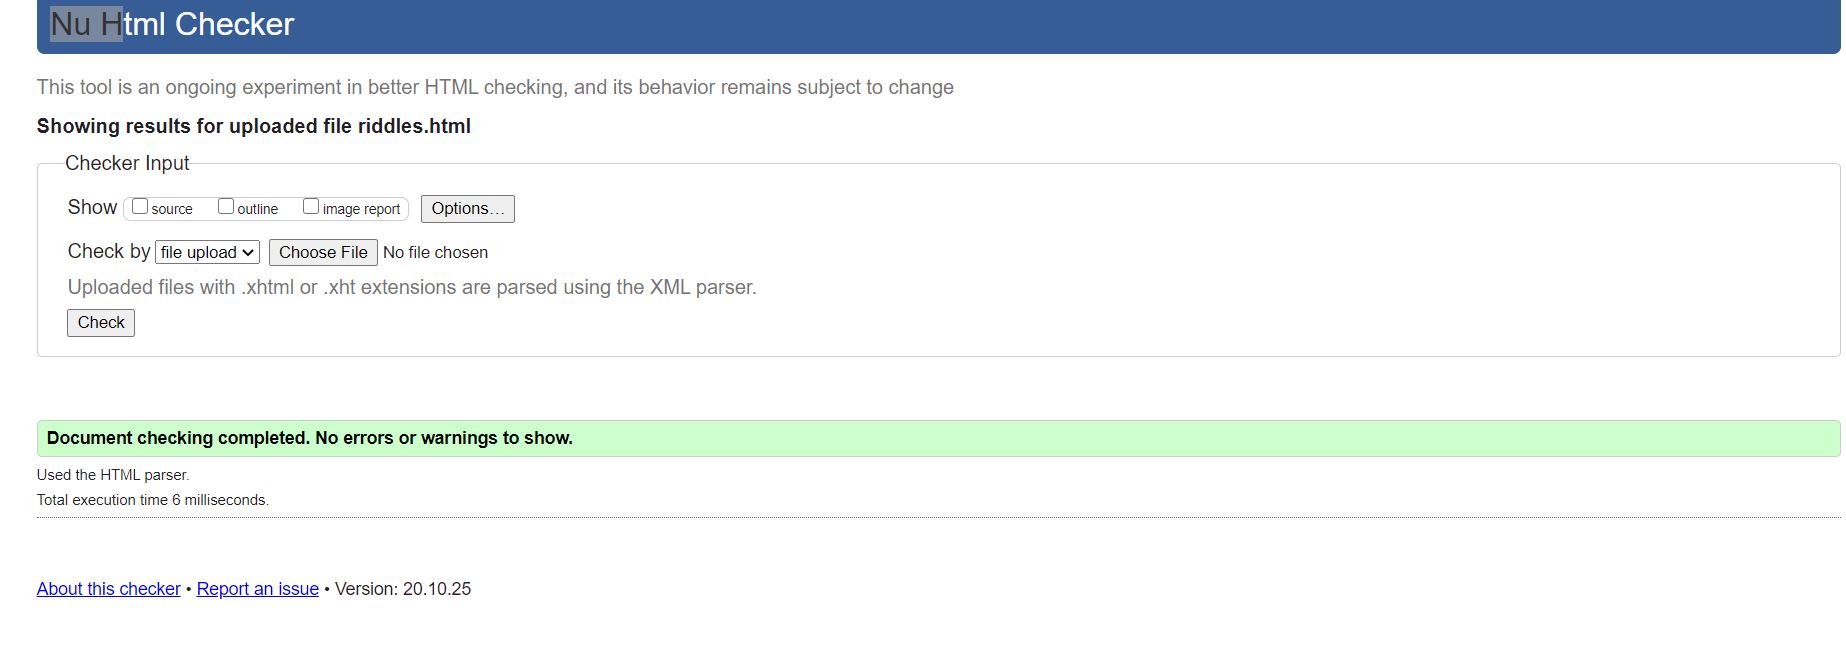 Nu Html Checker
This tool is an ongoing experiment in better HTML checking, and its behavior remains subject to change
Showing results for uploaded file riddles.html
Checker Input
Show source outline image report Options…
Check by file upload Choose File No file chosen
Uploaded files with .xhtml or .xht extensions are parsed using the XML parser.
Check
Document checking completed. No errors or warnings to show.
Used the HTML parser.
Total execution time 6 milliseconds.
About this checker • Report an issue • Version: 20.10.25